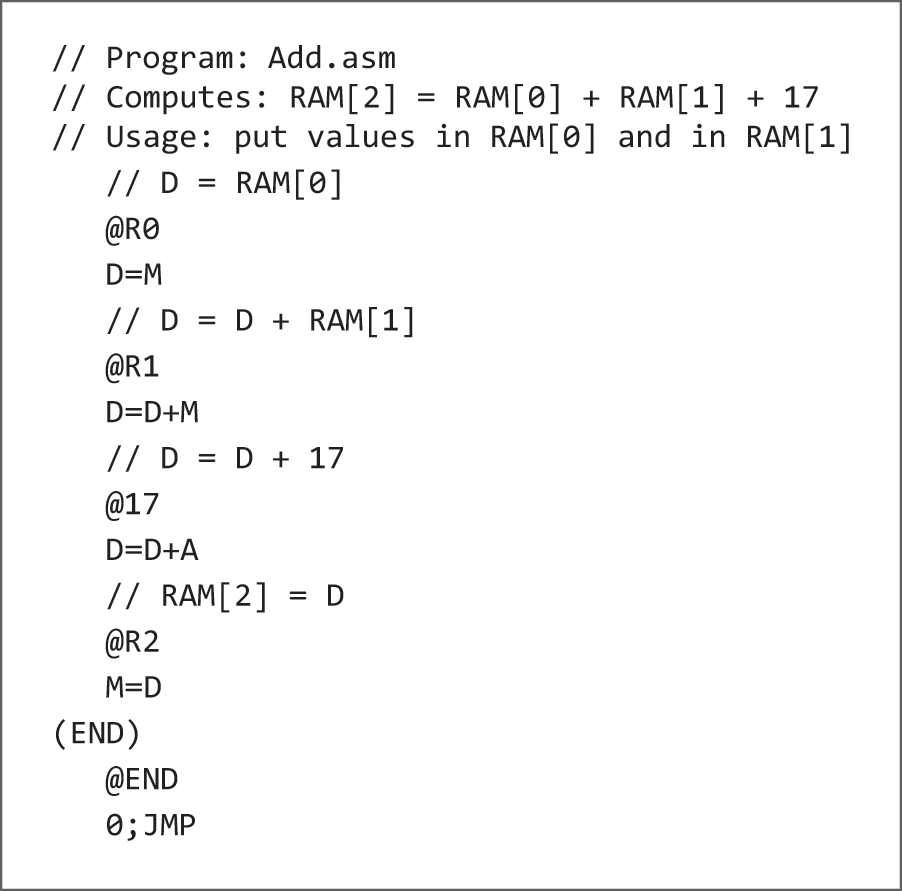 // Program: Add.asm
// Computes: RAM[2] = RAM[0] + RAM[1] + 17
// Usage: put values in RAM[0] and in RAM[1]
// D = RAM[0]
@R0
D=M
// D = D + RAM[1]
@R1
D=D+M
// D = D + 17
@17
D=D+A
// RAM[2] = D
@R2
M=D
(END)
@END
0;JMP